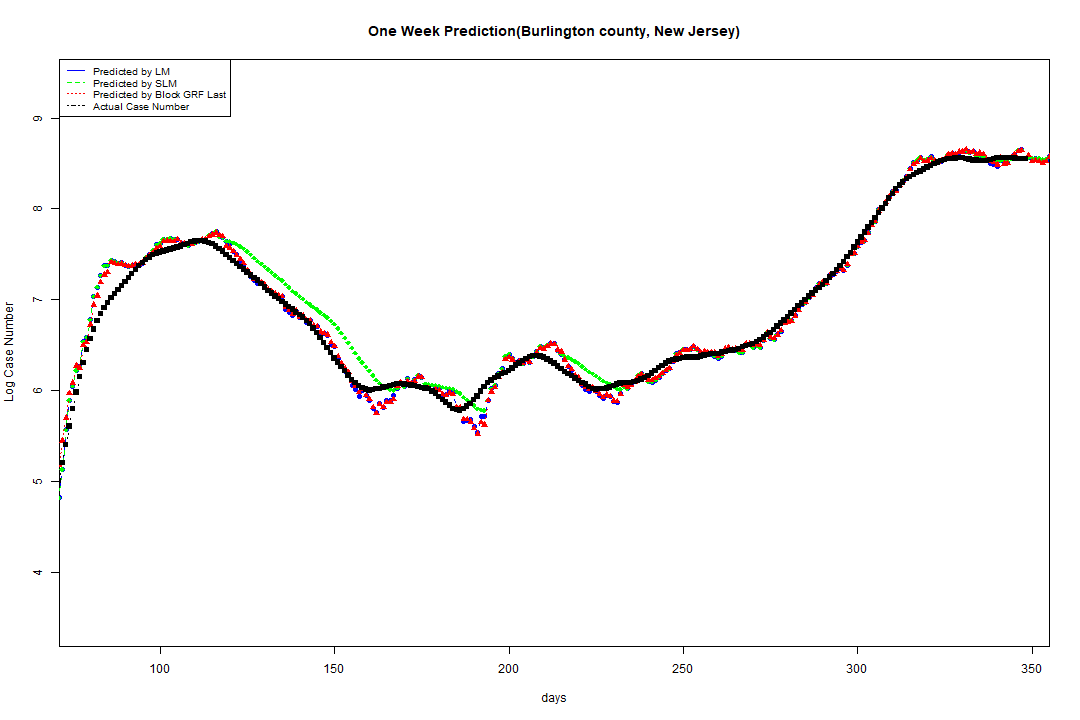 One Week Prediction(Burlington county, New Jersey)
Predicted by LM
Predicted by SLM
Predicted by Block GRF Last
Actual Case Number
9
8
7
6
5
4
Log Case Number
100 150 200 250 300 350
days